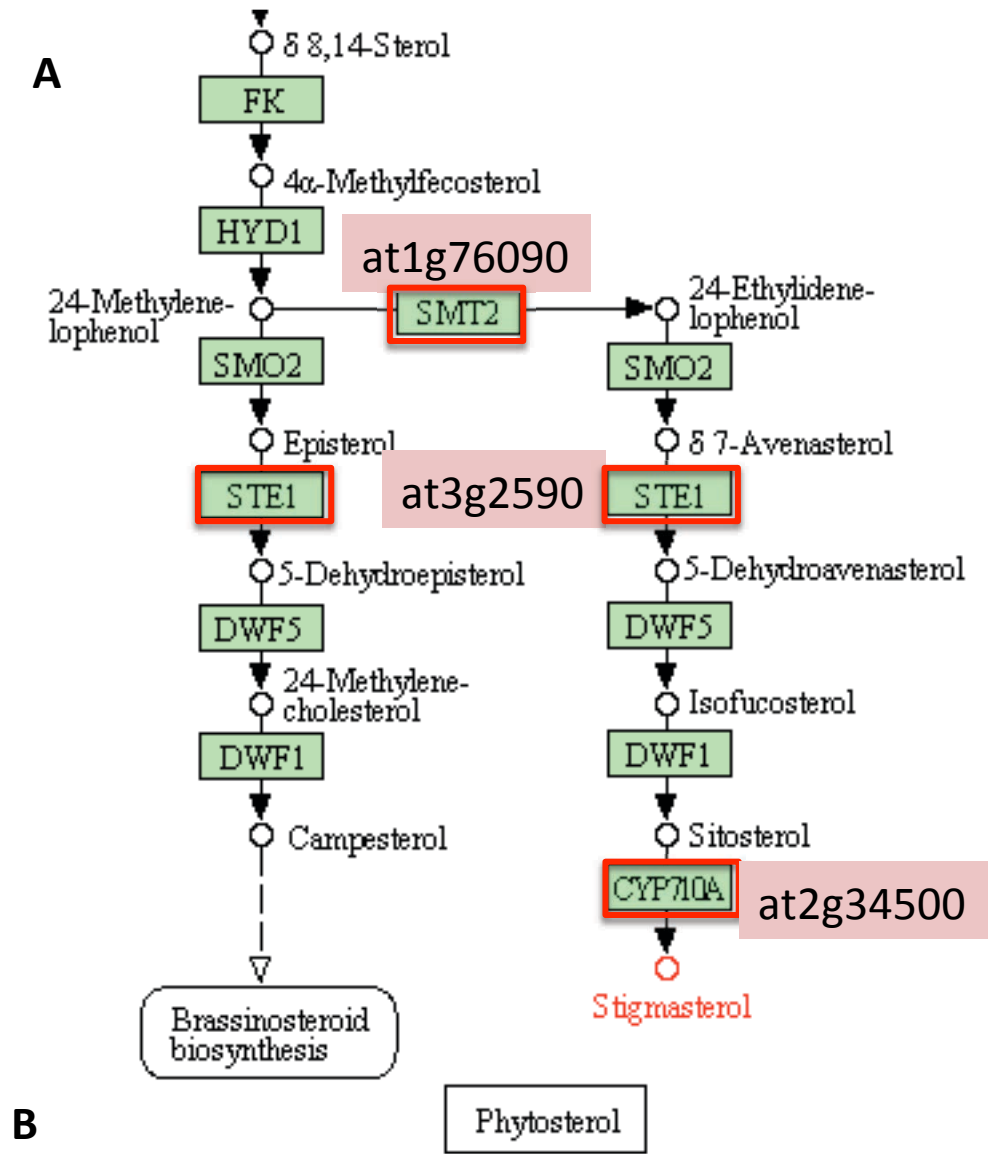 A
δ 8,14-Sterol
FK
4α-Methylfecosterol
HYD1
at1g76090
24-Methylene-
lophenol
SMT2
24-Ethylidene-
lophenol
SMO2
SMO2
Episterol
δ 7-Avenasterol
STE1
at3g2590
STE1
5-Dehydroepisterol
5-Dehydroavenasterol
DWF5
DWF5
24-Methylene-
cholesterol
Isofucosterol
DWF1
DWF1
Campesterol
Sitosterol
CYP710A
at2g34500
Stigmasterol
Brassinosteroid
biosynthesis
B
Phytosterol